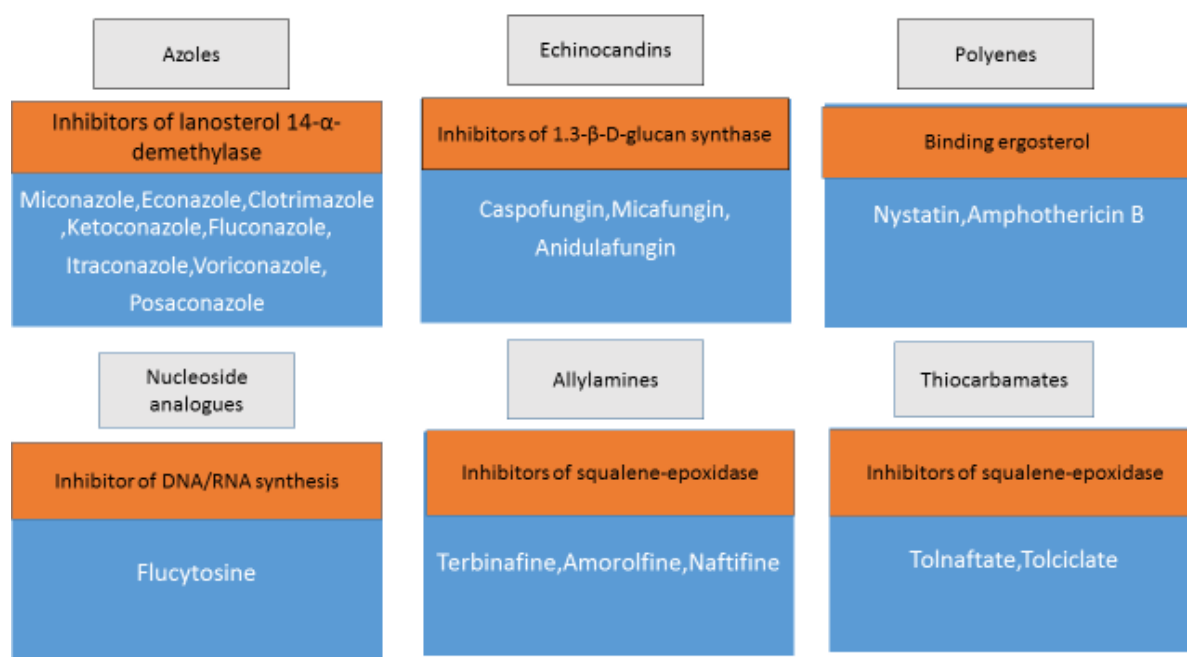 Azoles
Inhibitors of lanosterol 14-α-
demethylase
Miconazole,Econazole,Clotrimazole
,Ketoconazole,Fluconazole,
Itraconazole,Voriconazole,
Posaconazole
Echinocandins
Inhibitors of 1.3-β-D-glucan synthase
Caspofungin,Micafungin,
Anidulafungin
Polyenes
Binding ergosterol
Nystatin,Amphothericin B
Nucleoside
analogues
Inhibitor of DNA/RNA synthesis
Flucytosine
Allylamines
Inhibitors of squalene-epoxidase
Terbinafine,Amorolfine,Naftifine
Thiocarbamates
Inhibitors of squalene-epoxidase
Tolnaftate,Tolciclate